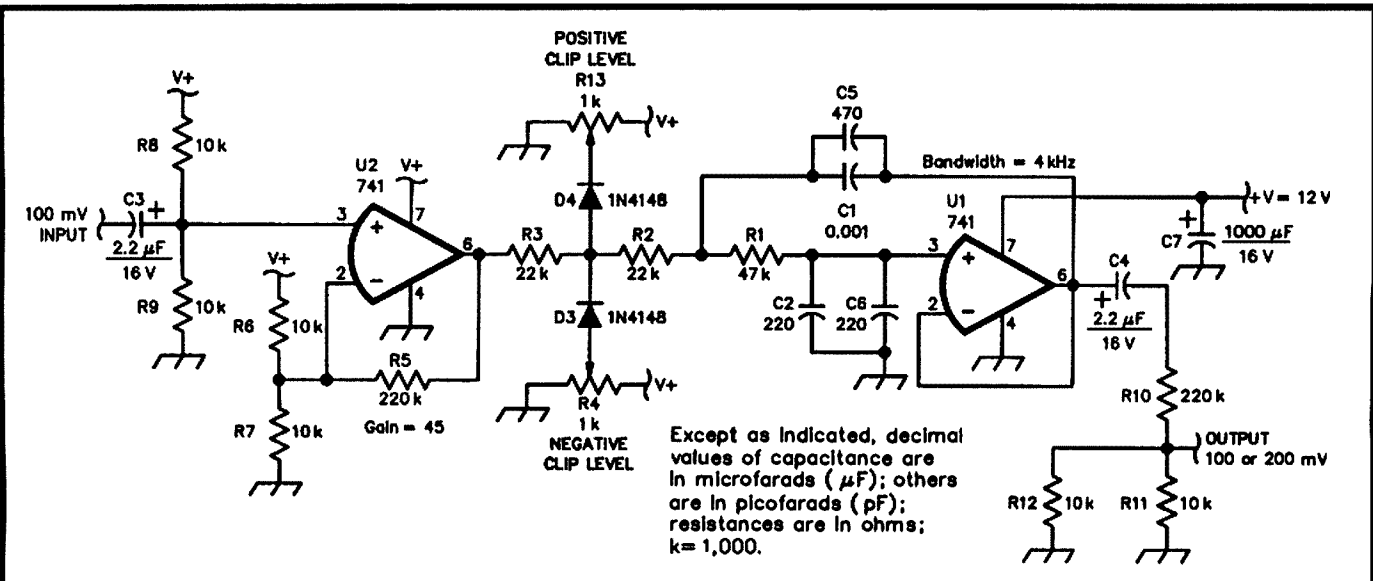 POSITIVE
CLIP LEVEL
R13
1k
V+
V+
R8
10k
C3
+
100 mV
INPUT
2.2 µF
16 V
R9
10k
U2
741
V+
3
+
7
2
−
6
4
V+
R6
10k
R5
220k
Gain = 45
R7
10k
D4
1N4148
R3
22k
R2
22k
D3
1N4148
V+
R4
1k
NEGATIVE
CLIP LEVEL
C5
470
C1
0.001
Bandwidth = 4kHz
R1
47k
C2
220
C6
220
U1
741
3
+
7
2
−
6
4
+V = 12 V
+
C7
1000 µF
16 V
C4
+
2.2 µF
16 V
R10
220k
OUTPUT
100 or 200 mV
R12
10k
R11
10k
Except as indicated, decimal
values of capacitance are
in microfarads ( µF); others
are in picofarads ( pF);
resistances are in ohms;
k= 1,000.